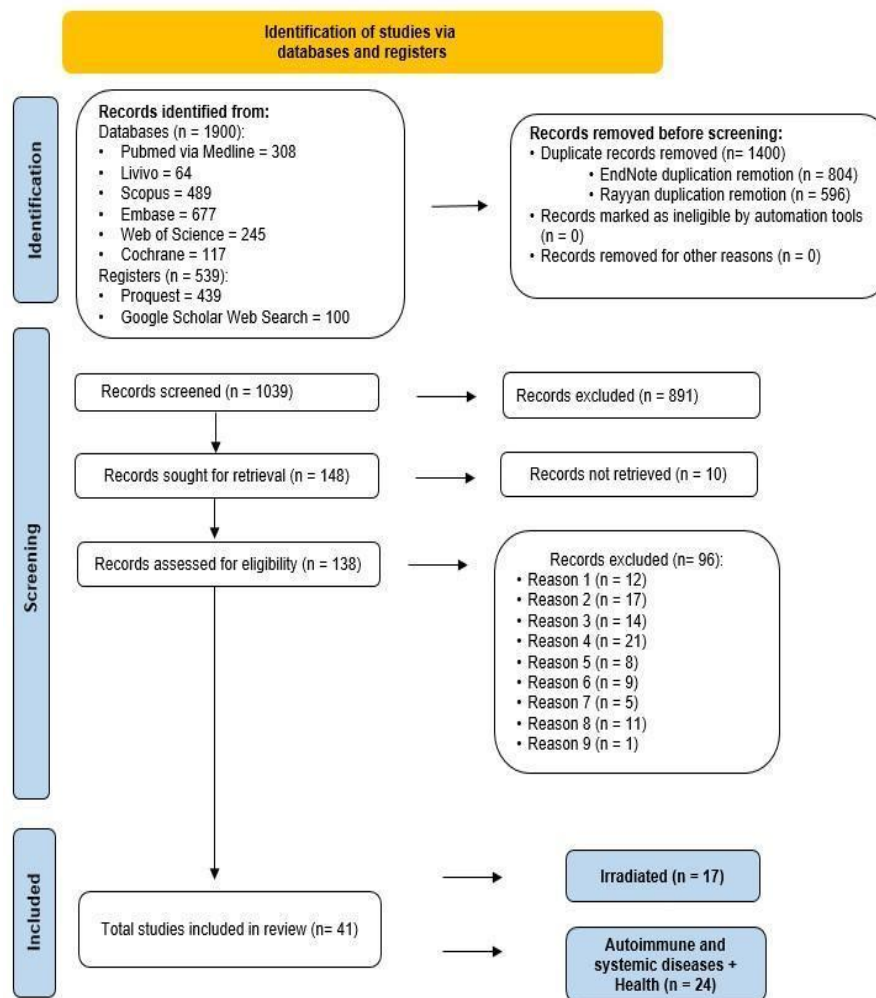 Identification of studies via
databases and registers
Identification
Records identified from:
Databases (n = 1900):
• Pubmed via Medline = 308
• Livivo = 64
• Scopus = 489
• Embase = 677
• Web of Science = 245
• Cochrane = 117
Registers (n = 539):
• Proquest = 439
• Google Scholar Web Search = 100
Records removed before screening:
• Duplicate records removed (n= 1400)
• EndNote duplication remotion (n = 804)
• Rayyan duplication remotion (n = 596)
• Records marked as ineligible by automation tools
(n = 0)
• Records removed for other reasons (n = 0)
Screening
Records screened (n = 1039)
Records excluded (n = 891)
Records sought for retrieval (n = 148)
Records not retrieved (n = 10)
Records assessed for eligibility (n = 138)
Records excluded (n= 96):
• Reason 1 (n = 12)
• Reason 2 (n = 17)
• Reason 3 (n = 14)
• Reason 4 (n = 21)
• Reason 5 (n = 8)
• Reason 6 (n = 9)
• Reason 7 (n = 5)
• Reason 8 (n = 11)
• Reason 9 (n = 1)
Included
Total studies included in review (n= 41)
Irradiated (n = 17)
Autoimmune and
systemic diseases +
Health (n = 24)